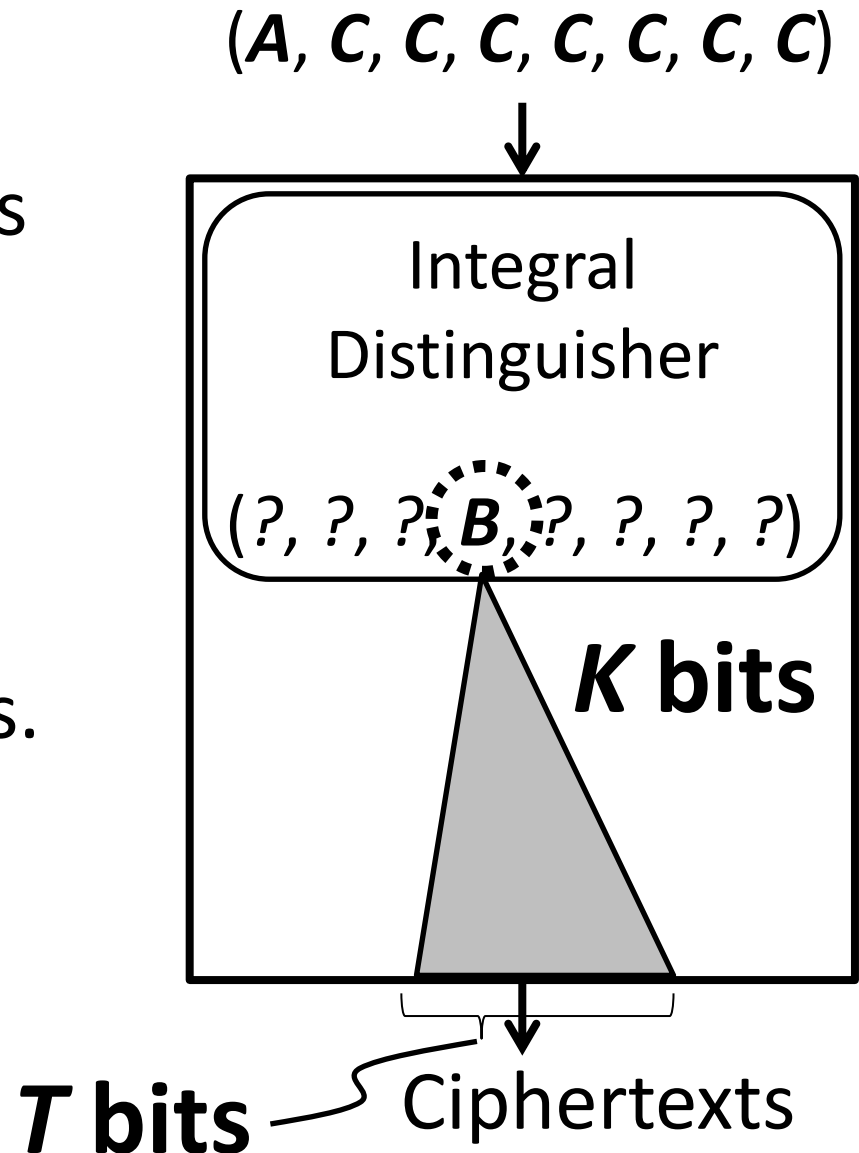 (A, C, C, C, C, C, C, C)
s
Integral
Distinguisher
(?, ?, ?, B, ?, ?, ?, ?)
K bits
s.
T bits
Ciphertexts